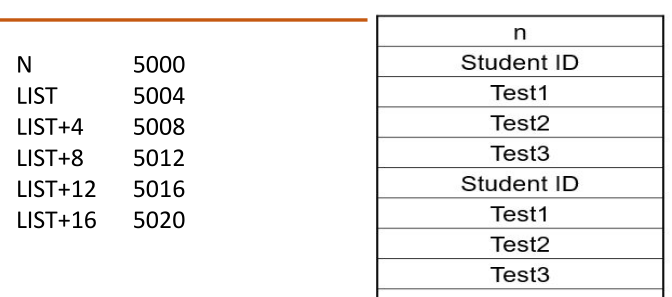 N 5000
LIST 5004
LIST+4 5008
LIST+8 5012
LIST+12 5016
LIST+16 5020
n
Student ID
Test1
Test2
Test3
Student ID
Test1
Test2
Test3